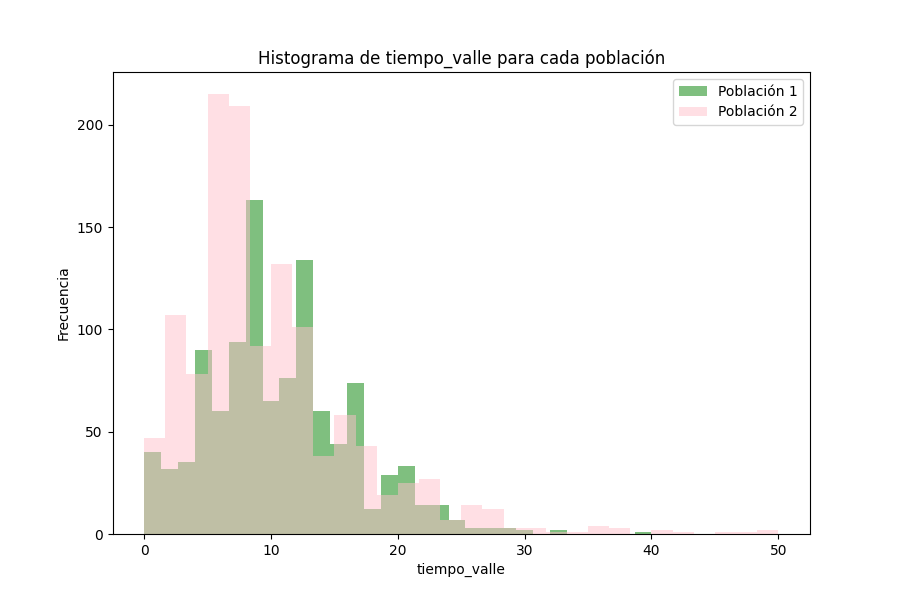 Histograma de tiempo_valle para cada población
Población 1
Población 2
200
150
100
50
0
Frecuencia
0 10 20 30 40 50
tiempo_valle